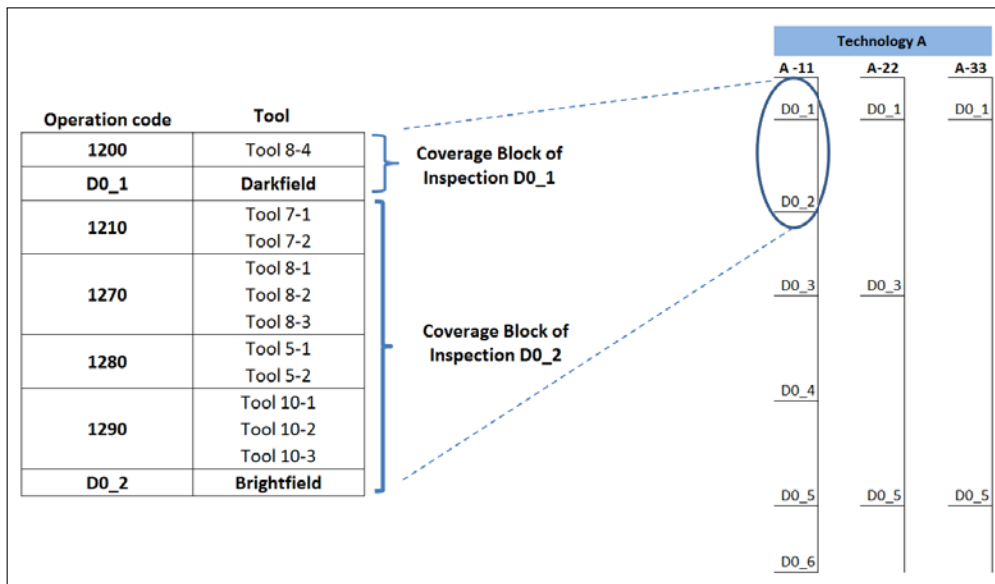 Technology A
A -11 A-22 A-33
D0_1 D0_1 D0_1
D0_2
D0_3 D0_3
D0_4
D0_5 D0_5 D0_5
D0_6
Operation code Tool
1200 Tool 8-4
D0_1 Darkfield
1210 Tool 7-1
Tool 7-2
1270 Tool 8-1
Tool 8-2
Tool 8-3
1280 Tool 5-1
Tool 5-2
1290 Tool 10-1
Tool 10-2
Tool 10-3
D0_2 Brightfield
Coverage Block of
Inspection D0_1
Coverage Block of
Inspection D0_2